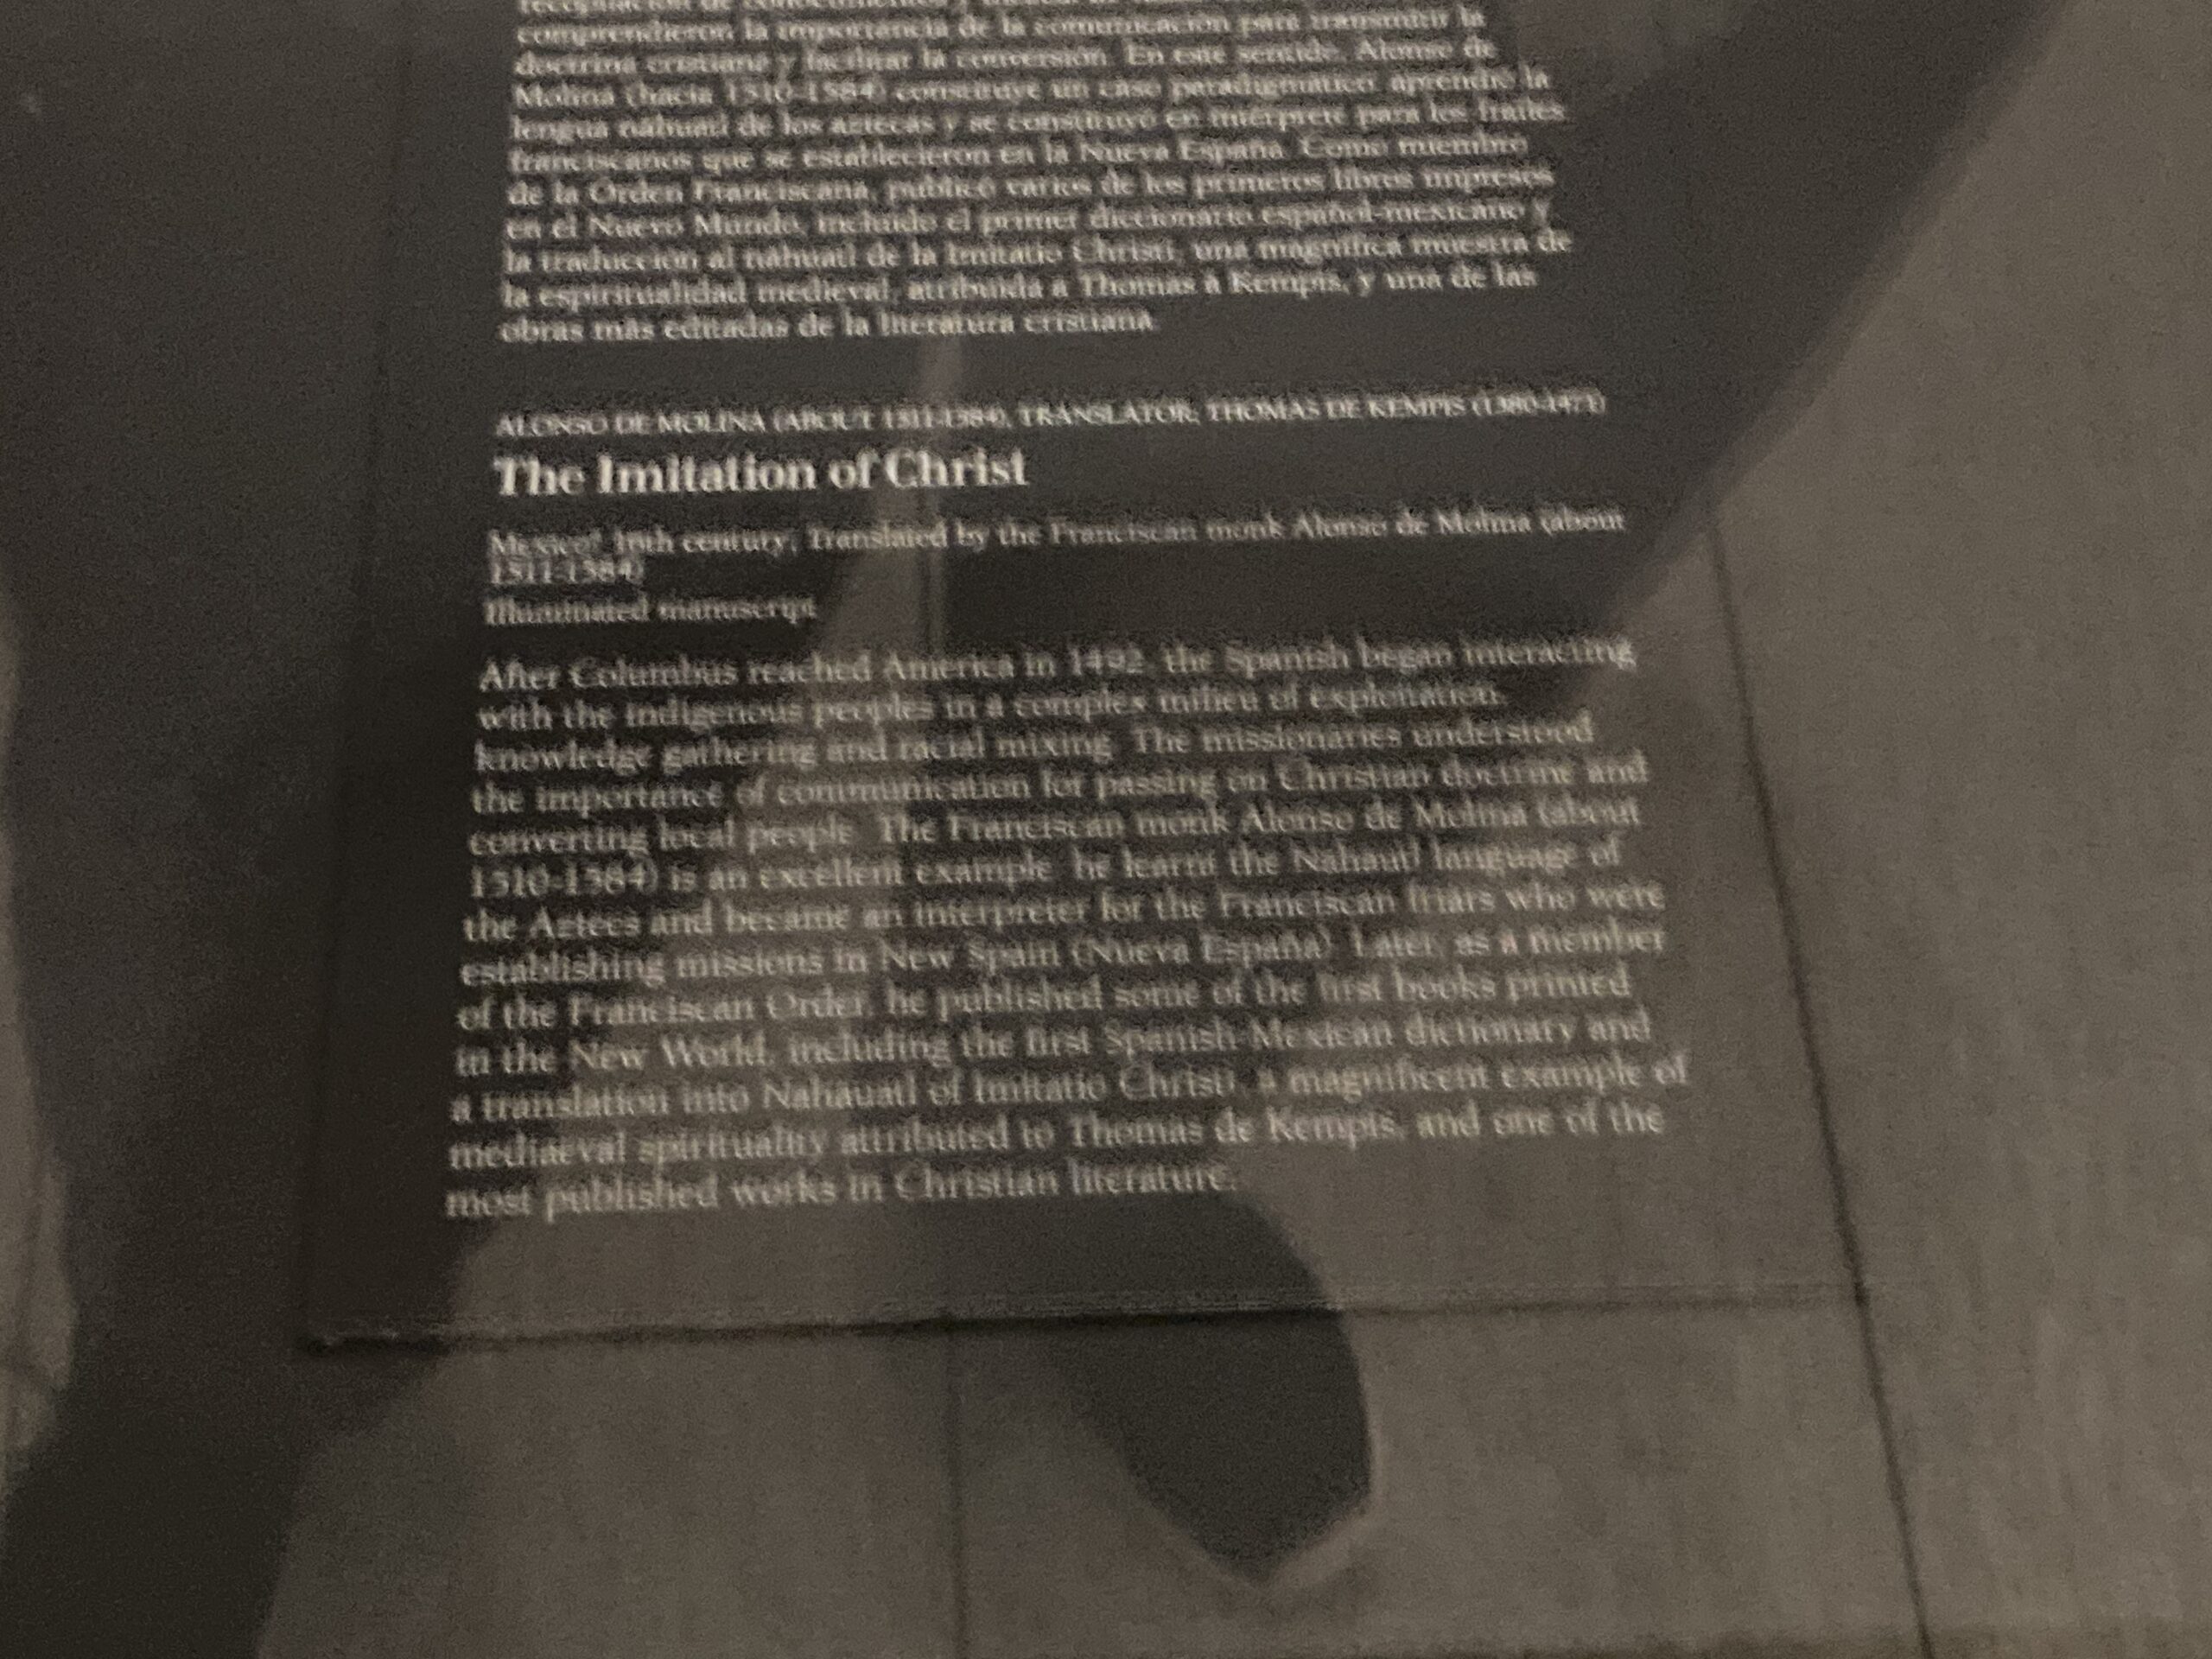 comprendieron la importancia de la comunicación para transmitir la
doctrina cristiana y facilitar la conversión. En este sentido, Alonso de
Molina (hacia 1510-1584) constituye un caso paradigmático: aprendió la
lengua náhuatl de los aztecas y se constituyó en intérprete para los frailes
franciscanos que se establecieron en la Nueva España. Como miembro
de la Orden Franciscana, publicó varios de los primeros libros impresos
en el Nuevo Mundo, incluido el primer diccionario español-mexicano y
la traducción al náhuatl de la Imitatio Christi, una magnífica muestra de
la espiritualidad medieval, atribuida a Thomas à Kempis, y una de las
obras más editadas de la literatura cristiana.
ALONSO DE MOLINA (ABOUT 1511-1584), TRANSLATOR; THOMAS DE KEMPIS (1380-1471)
The Imitation of Christ
Mexico?, 16th century; Translated by the Franciscan monk Alonso de Molina (about
1511-1584)
Illuminated manuscript
After Columbus reached America in 1492, the Spanish began interacting
with the indigenous peoples in a complex milieu of exploitation,
knowledge gathering and racial mixing. The missionaries understood
the importance of communication for passing on Christian doctrine and
converting local people. The Franciscan monk Alonso de Molina (about
1510-1584) is an excellent example: he learnt the Nahautl language of
the Aztecs and became an interpreter for the Franciscan friars who were
establishing missions in New Spain (Nueva España). Later, as a member
of the Franciscan Order, he published some of the first books printed
in the New World, including the first Spanish-Mexican dictionary and
a translation into Nahauatl of Imitatio Christi, a magnificent example of
mediaeval spirituality attributed to Thomas de Kempis, and one of the
most published works in Christian literature.